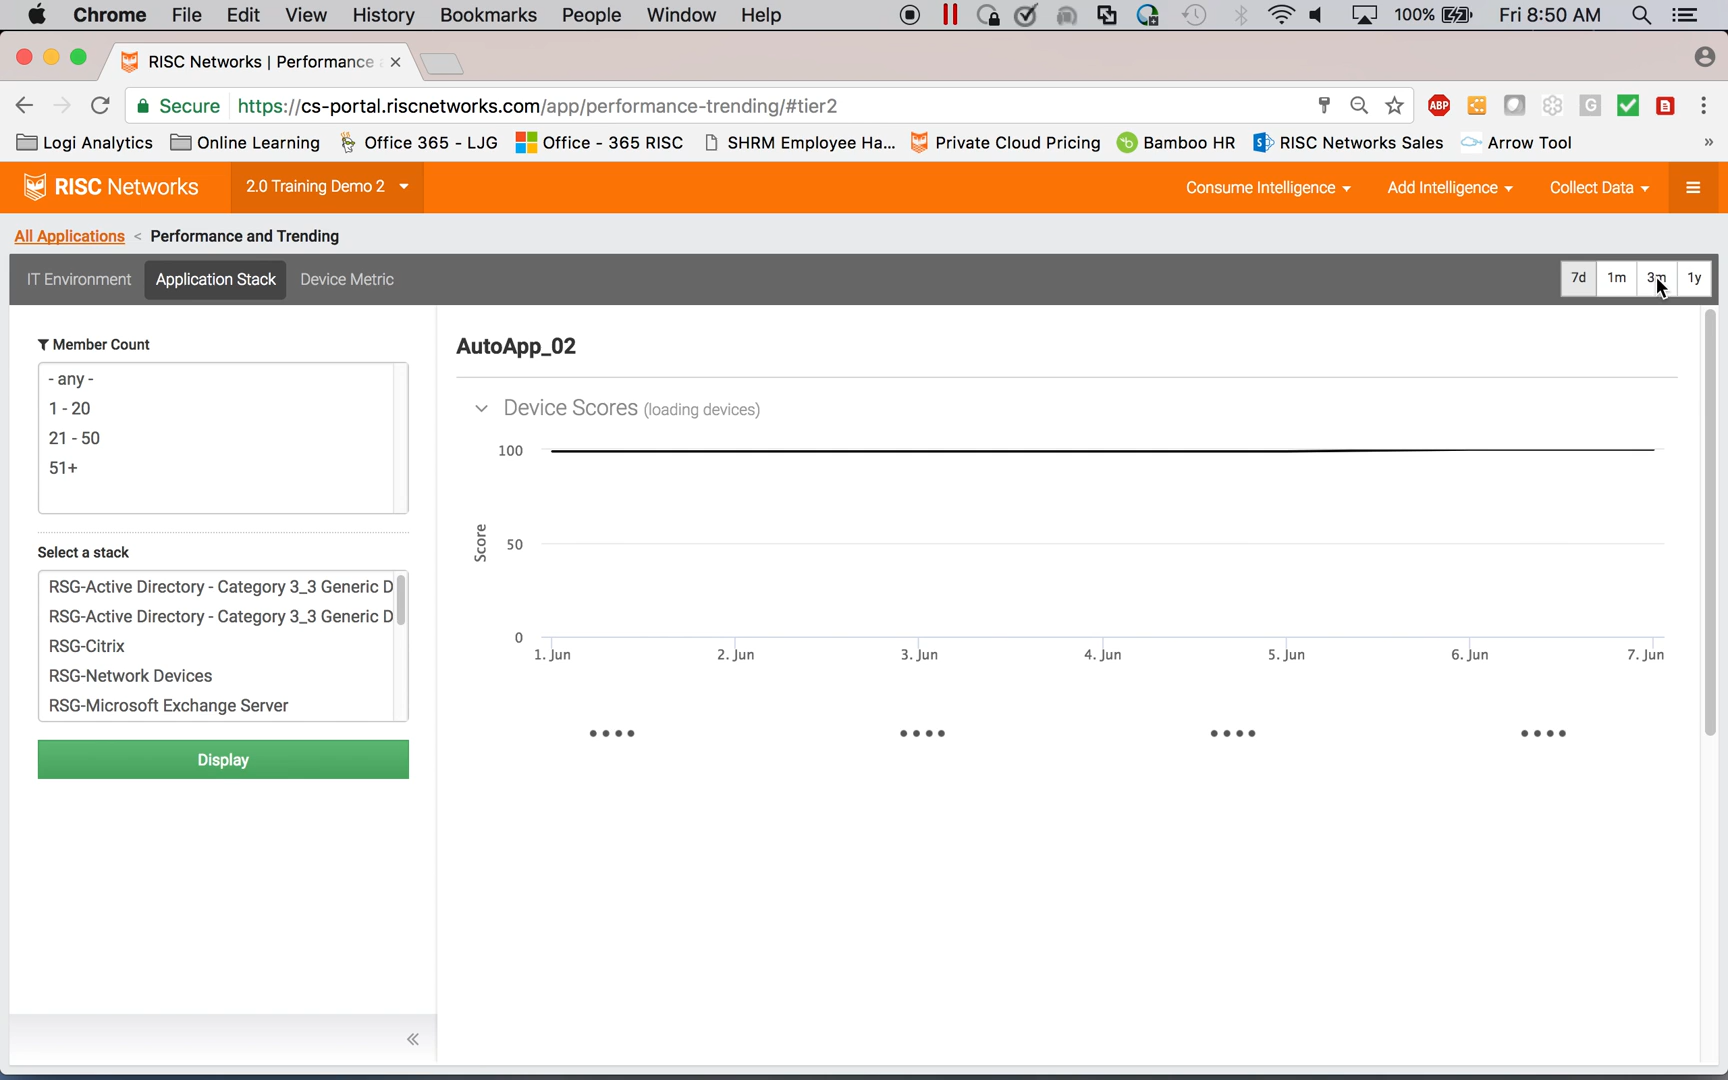 Chrome File Edit View History Bookmarks People Window Help 100% Fri 8:50 AM
RISC Networks | Performance
Secure https://cs-portal.riscnetworks.com/app/performance-trending/#tier2 ABP G
Logi Analytics Online Learning Office 365 - LJG Office - 365 RISC SHRM Employee Ha... Private Cloud Pricing Bamboo HR RISC Networks Sales Arrow Tool »
RISC Networks 2.0 Training Demo 2 Consume Intelligence Add Intelligence Collect Data
All Applications < Performance and Trending
IT Environment Application Stack Device Metric 7d 1m 3m 1y
Member Count
- any -
1 - 20
21 - 50
51+
Select a stack
RSG-Active Directory - Category 3_3 Generic D
RSG-Active Directory - Category 3_3 Generic D
RSG-Citrix
RSG-Network Devices
RSG-Microsoft Exchange Server
Display
«
AutoApp_02
Device Scores (loading devices)
100
50
0
Score
1. Jun 2. Jun 3. Jun 4. Jun 5. Jun 6. Jun 7. Jun